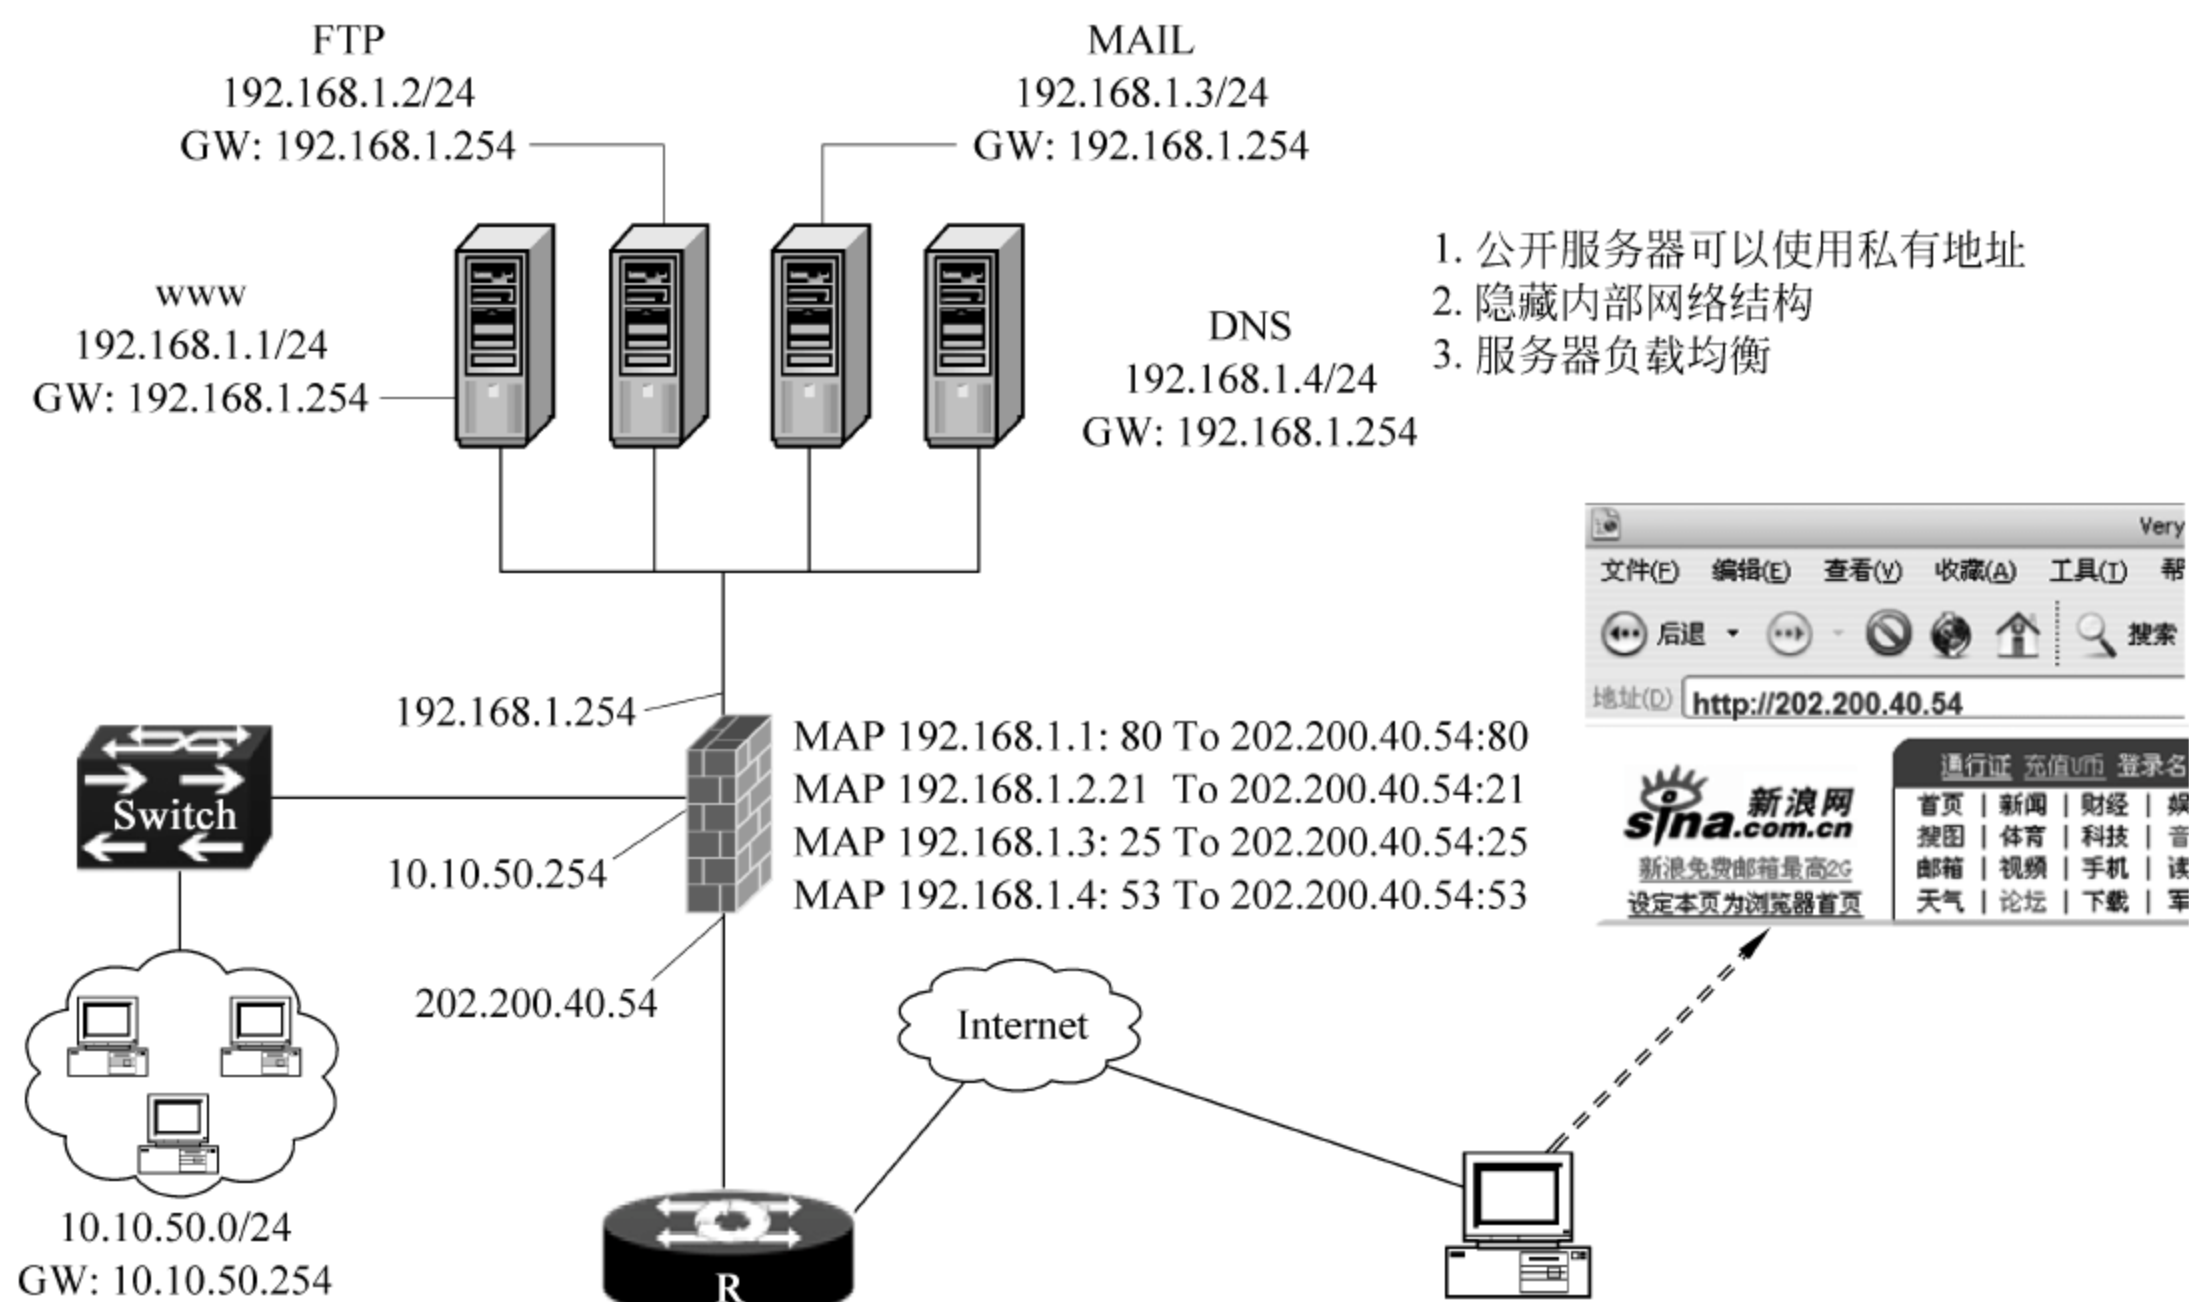 FTP
192.168.1.2/24
GW: 192.168.1.254
MAIL
192.168.1.3/24
GW: 192.168.1.254
www
192.168.1.1/24
GW: 192.168.1.254
DNS
192.168.1.4/24
GW: 192.168.1.254
1. 公开服务器可以使用私有地址
2. 隐藏内部网络结构
3. 服务器负载均衡
192.168.1.254
Switch
10.10.50.254
MAP 192.168.1.1: 80 To 202.200.40.54:80
MAP 192.168.1.2.21 To 202.200.40.54:21
MAP 192.168.1.3: 25 To 202.200.40.54:25
MAP 192.168.1.4: 53 To 202.200.40.54:53
202.200.40.54
Internet
10.10.50.0/24
GW: 10.10.50.254
R
Very
文件(F) 编辑(E) 查看(V) 收藏(A) 工具(T) 帮
后退 搜索
地址(D) http://202.200.40.54
通行证 充值U币 登录名
新浪网
sina.com.cn
新浪免费邮箱最高2G
设定本页为浏览器首页
首页 | 新闻 | 财经 | 娱
搜图 | 体育 | 科技 | 音
邮箱 | 视频 | 手机 | 读
天气 | 论坛 | 下载 | 军